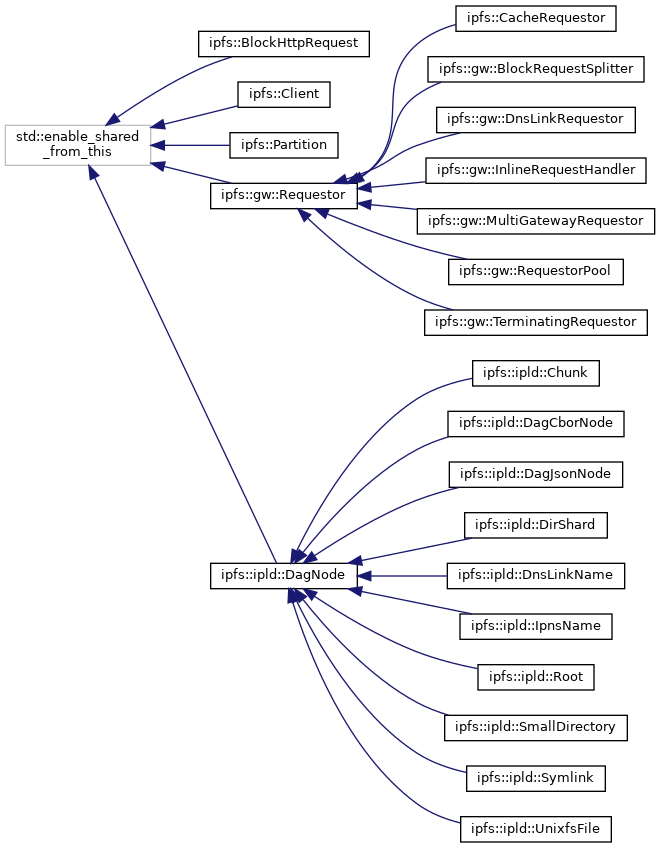 std::enable_shared
_from_this
ipfs::BlockHttpRequest
ipfs::Client
ipfs::Partition
ipfs::gw::Requestor
ipfs::CacheRequestor
ipfs::gw::BlockRequestSplitter
ipfs::gw::DnsLinkRequestor
ipfs::gw::InlineRequestHandler
ipfs::gw::MultiGatewayRequestor
ipfs::gw::RequestorPool
ipfs::gw::TerminatingRequestor
ipfs::ipld::DagNode
ipfs::ipld::Chunk
ipfs::ipld::DagCborNode
ipfs::ipld::DagJsonNode
ipfs::ipld::DirShard
ipfs::ipld::DnsLinkName
ipfs::ipld::IpnsName
ipfs::ipld::Root
ipfs::ipld::SmallDirectory
ipfs::ipld::Symlink
ipfs::ipld::UnixfsFile